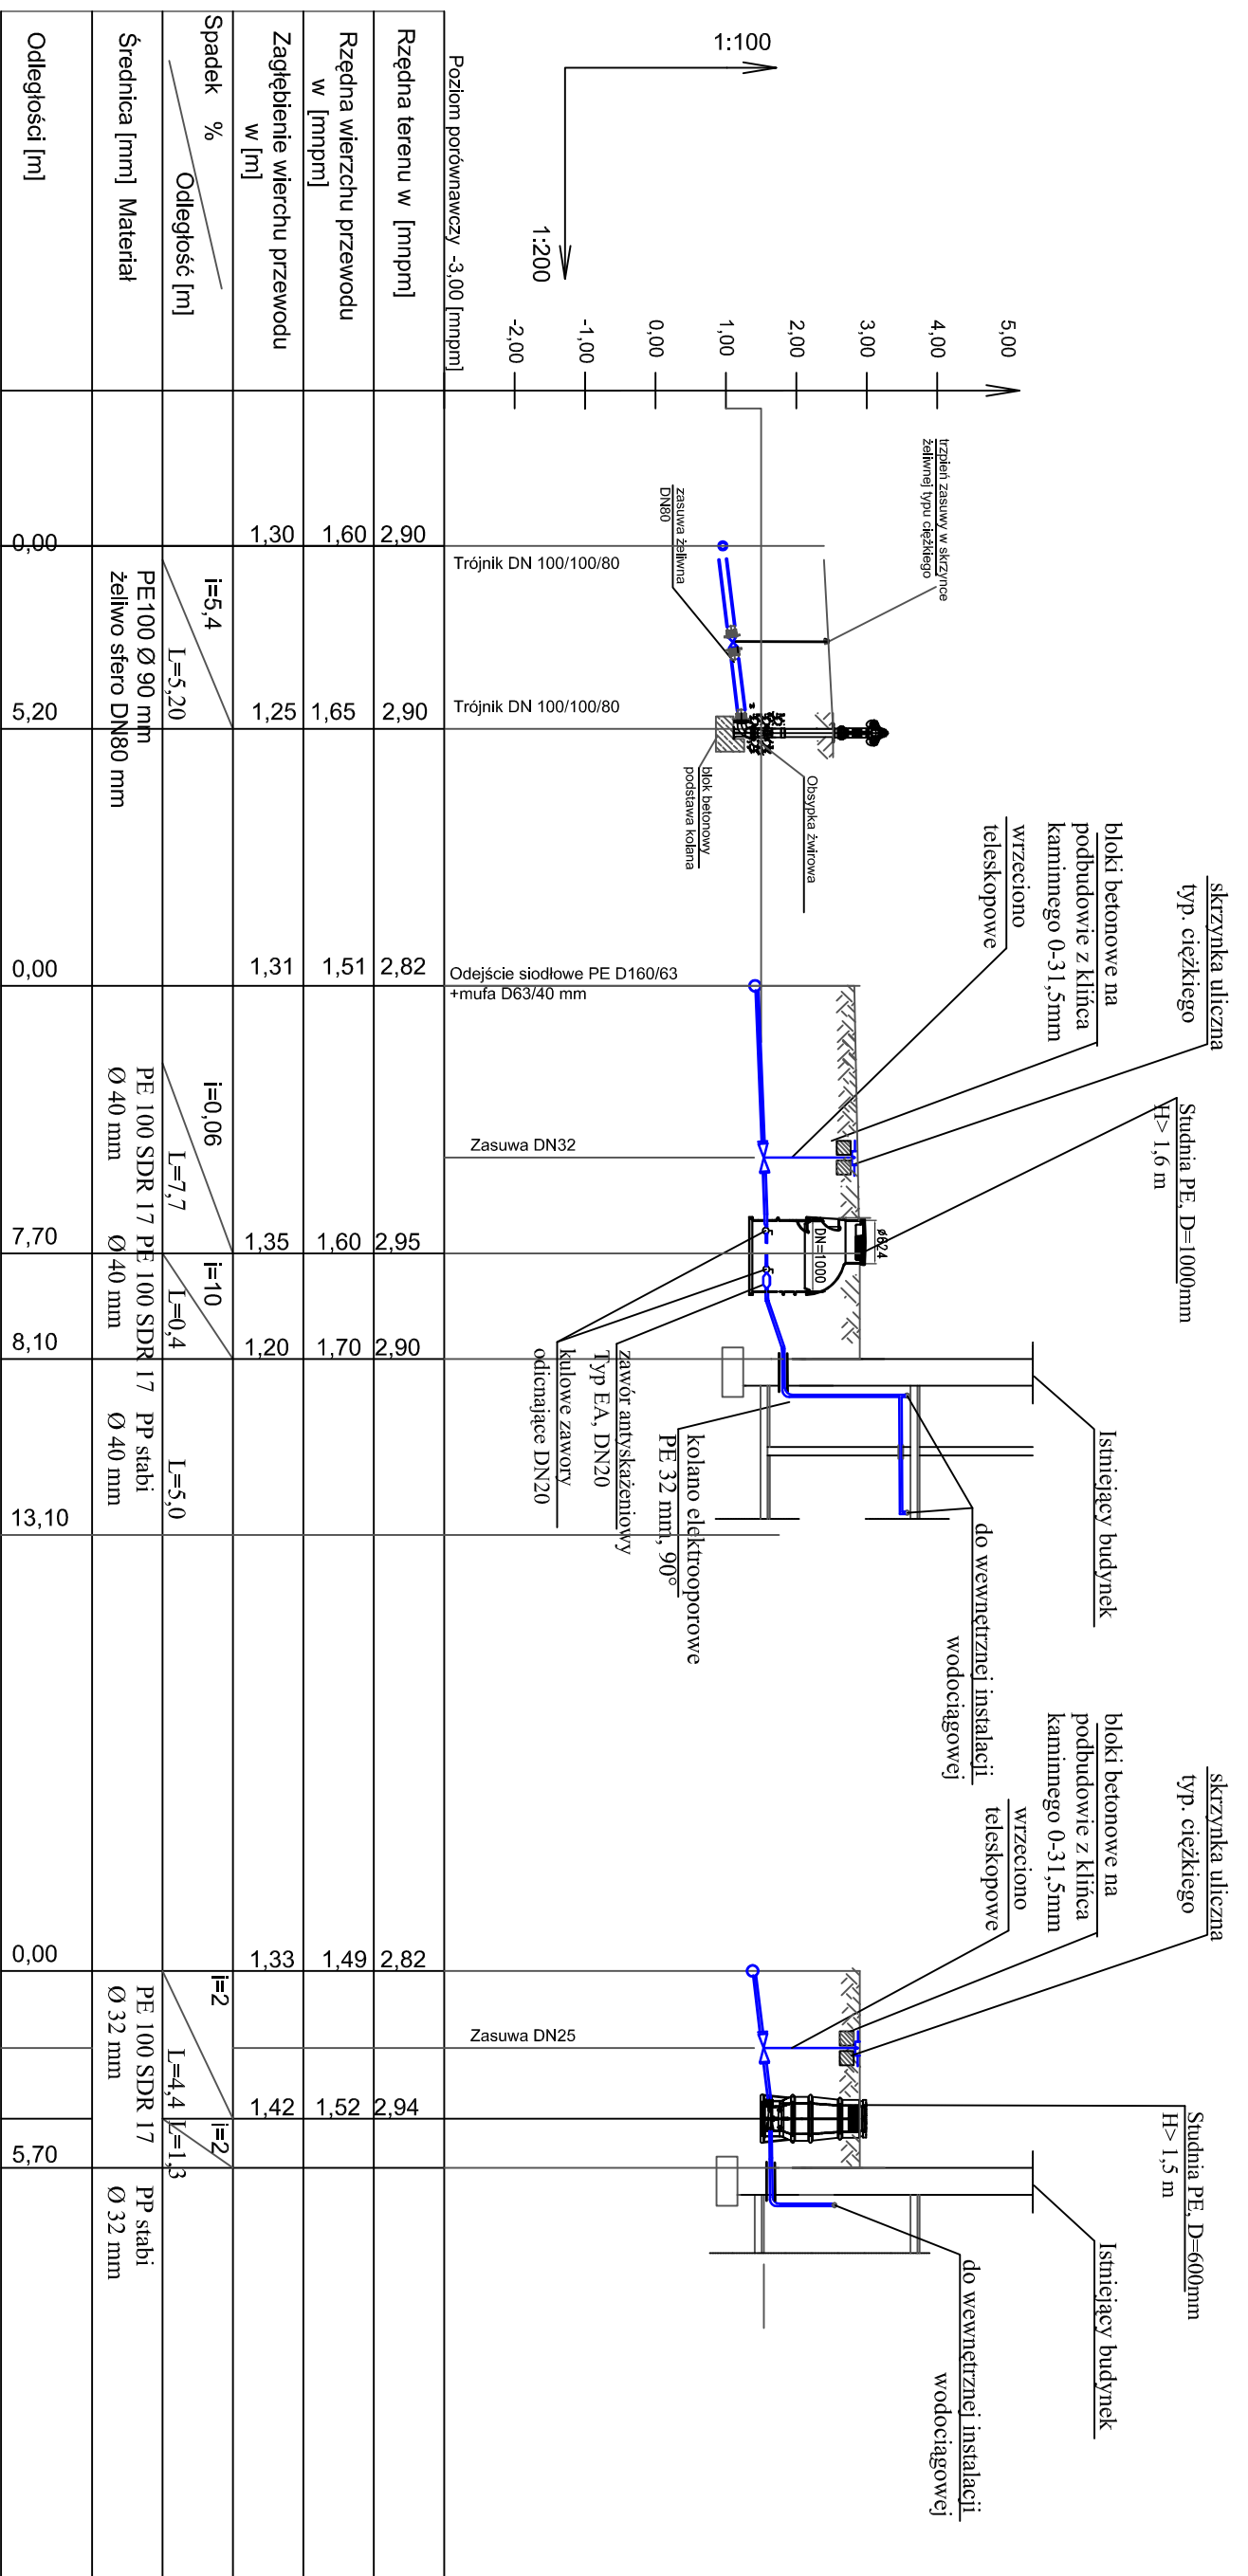 1:100
1:200
5,00
4,00
3,00
2,00
1,00
0,00
-1,00
-2,00
Poziom porównawczy -3,00 [mnpm]
Rzędna terenu w [mnpm]
Rzędna wierzchu przewodu
w [mnpm]
Zagłębienie wierchu przewodu
w [m]
Spadek %
Odległość [m]
Średnica [mm] Materiał
Odległości [m]
trzpień zasuwy w skrzynce
żeliwnej typu ciężkiego
zasuwa żeliwna
DN80
Obsypka żwirowa
blok betonowy
podstawa kolana
Trójnik DN 100/100/80
Trójnik DN 100/100/80
2,90
1,60
1,30
0,00
2,90
1,65
1,25
5,20
i=5,4
L=5,20
PE100 Ø 90 mm
żeliwo sfero DN80 mm
skrzynka uliczna
typ. ciężkiego
bloki betonowe na
podbudowie z klińca
kaminnego 0-31,5mm
wrzeciono
teleskopowe
Studnia PE, D=1000mm
H> 1,6 m
ø624
DN=1000
Istniejący budynek
do wewnętrznej instalacji
wodociągowej
kolano elektrooporowe
PE 32 mm, 90°
zawór antyskażeniowy
Typ EA, DN20
kulowe zawory
odicnające DN20
Odejście siodłowe PE D160/63
+mufa D63/40 mm
Zasuwa DN32
2,82
1,51
1,31
0,00
2,95
1,60
1,35
7,70
2,90
1,70
1,20
8,10
13,10
i=0,06
L=7,7
i=10
L=0,4
L=5,0
PE 100 SDR 17
Ø 40 mm
PE 100 SDR 17
Ø 40 mm
PP stabi
Ø 40 mm
skrzynka uliczna
typ. ciężkiego
bloki betonowe na
podbudowie z klińca
kaminnego 0-31,5mm
wrzeciono
teleskopowe
Studnia PE, D=600mm
H> 1,5 m
Istniejący budynek
do wewnętrznej instalacji
wodociągowej
Zasuwa DN25
2,82
1,49
1,33
0,00
2,94
1,52
1,42
5,70
i=2
L=4,4
i=2
L=1,3
PE 100 SDR 17
Ø 32 mm
PP stabi
Ø 32 mm